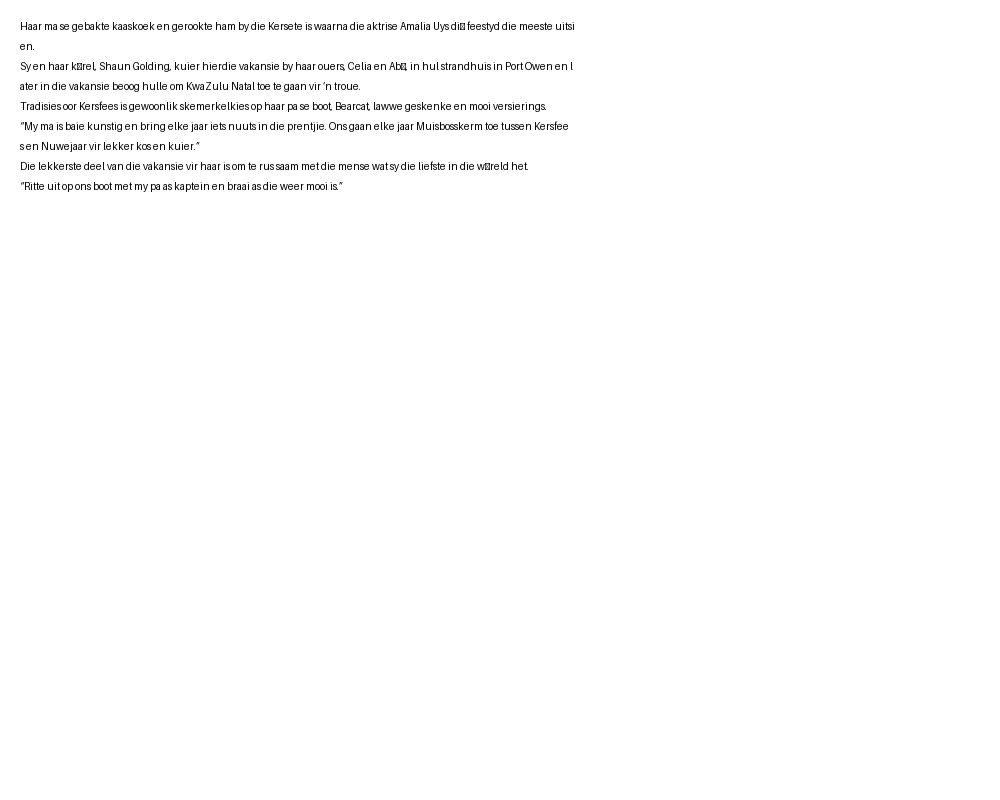 Haar ma se gebakte kaaskoek en gerookte ham by die Kersete is waarna die aktrise Amalia Uys di□ feestyd die meeste uitsi
en.
Sy en haar k□rel, Shaun Golding, kuier hierdie vakansie by haar ouers, Celia en Ab□, in hul strandhuis in Port Owen en l
ater in die vakansie beoog hulle om KwaZulu Natal toe te gaan vir ’n troue.
Tradisies oor Kersfees is gewoonlik skemerkelkies op haar pa se boot, Bearcat, lawwe geskenke en mooi versierings.
“My ma is baie kunstig en bring elke jaar iets nuuts in die prentjie. Ons gaan elke jaar Muisbosskerm toe tussen Kersfee
s en Nuwejaar vir lekker kos en kuier.”
Die lekkerste deel van die vakansie vir haar is om te rus saam met die mense wat sy die liefste in die w□reld het.
“Ritte uit op ons boot met my pa as kaptein en braai as die weer mooi is.”